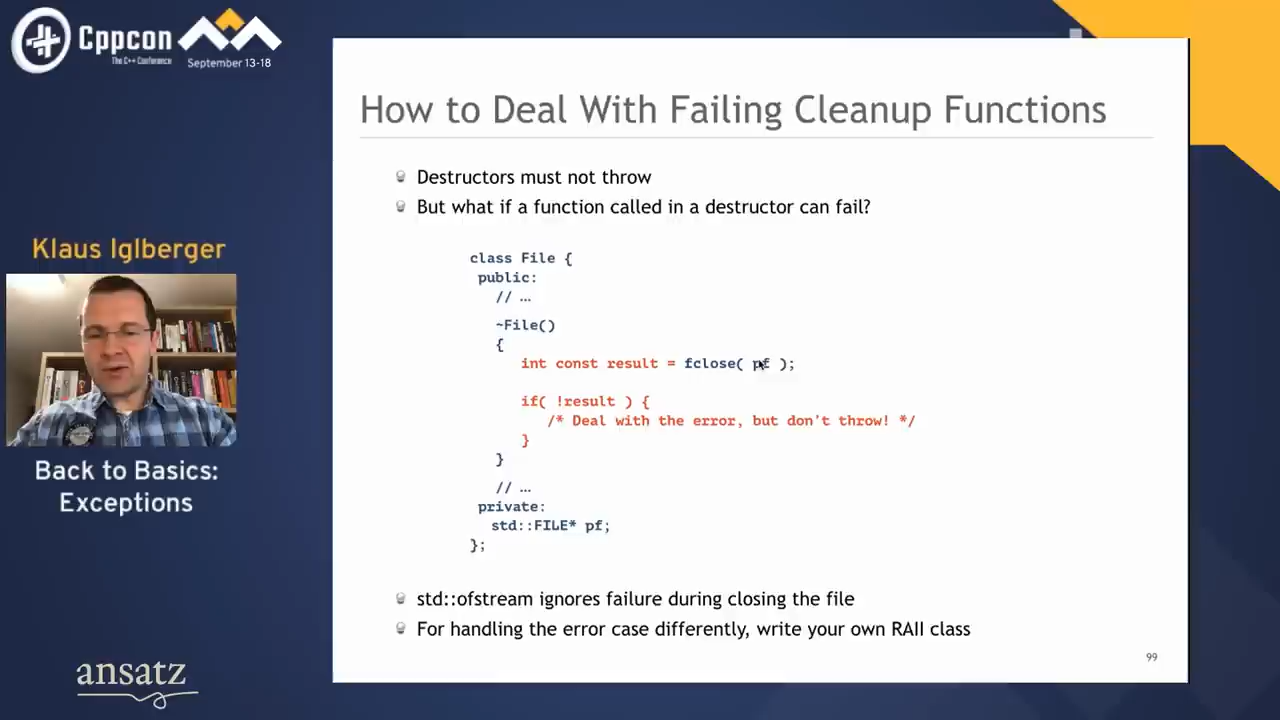 Cppcon
The C++ Conference
September 13-18
Klaus Iglberger
Back to Basics:
Exceptions
ansatz
How to Deal With Failing Cleanup Functions
Destructors must not throw
But what if a function called in a destructor can fail?
class File {
public:
// …
~File()
{
int const result = fclose( pf );
if( !result ) {
/* Deal with the error, but don't throw! */
}
}
// …
private:
std::FILE* pf;
};
std::ofstream ignores failure during closing the file
For handling the error case differently, write your own RAII class
99